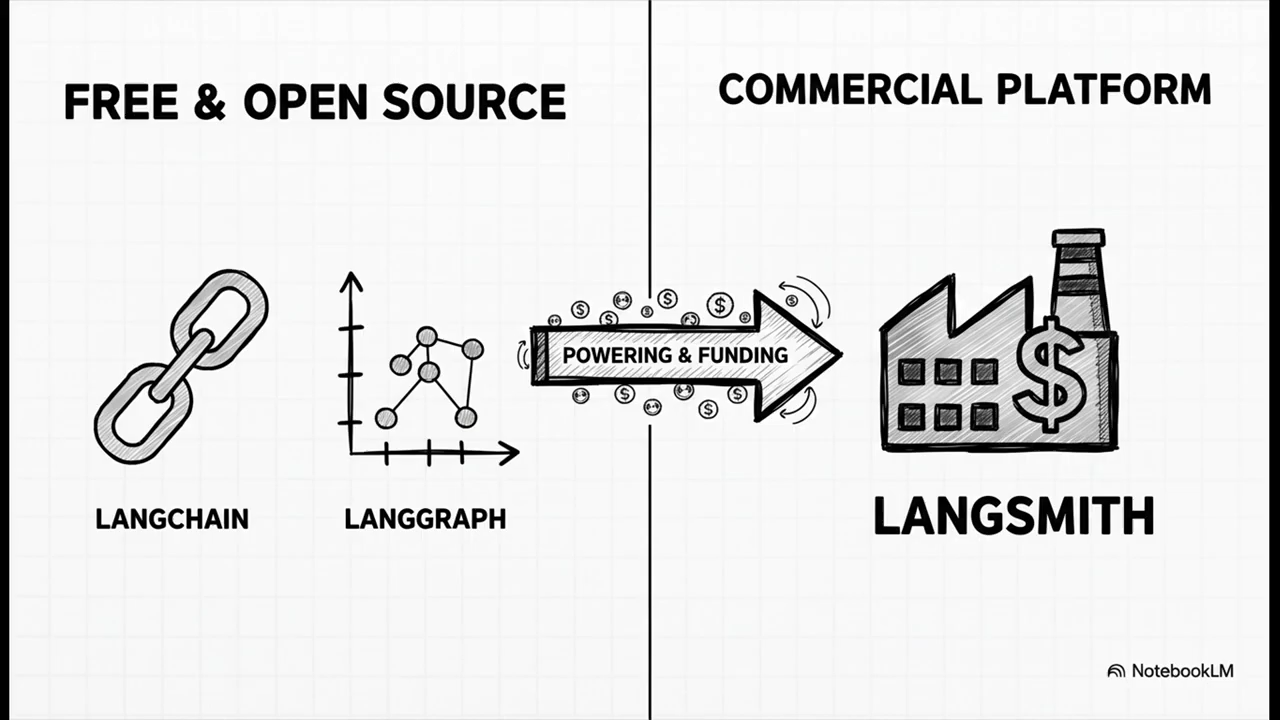 FREE & OPEN SOURCE
COMMERCIAL PLATFORM
POWERING & FUNDING
LANGCHAIN
LANGGRAPH
LANGSMITH
NotebookLM